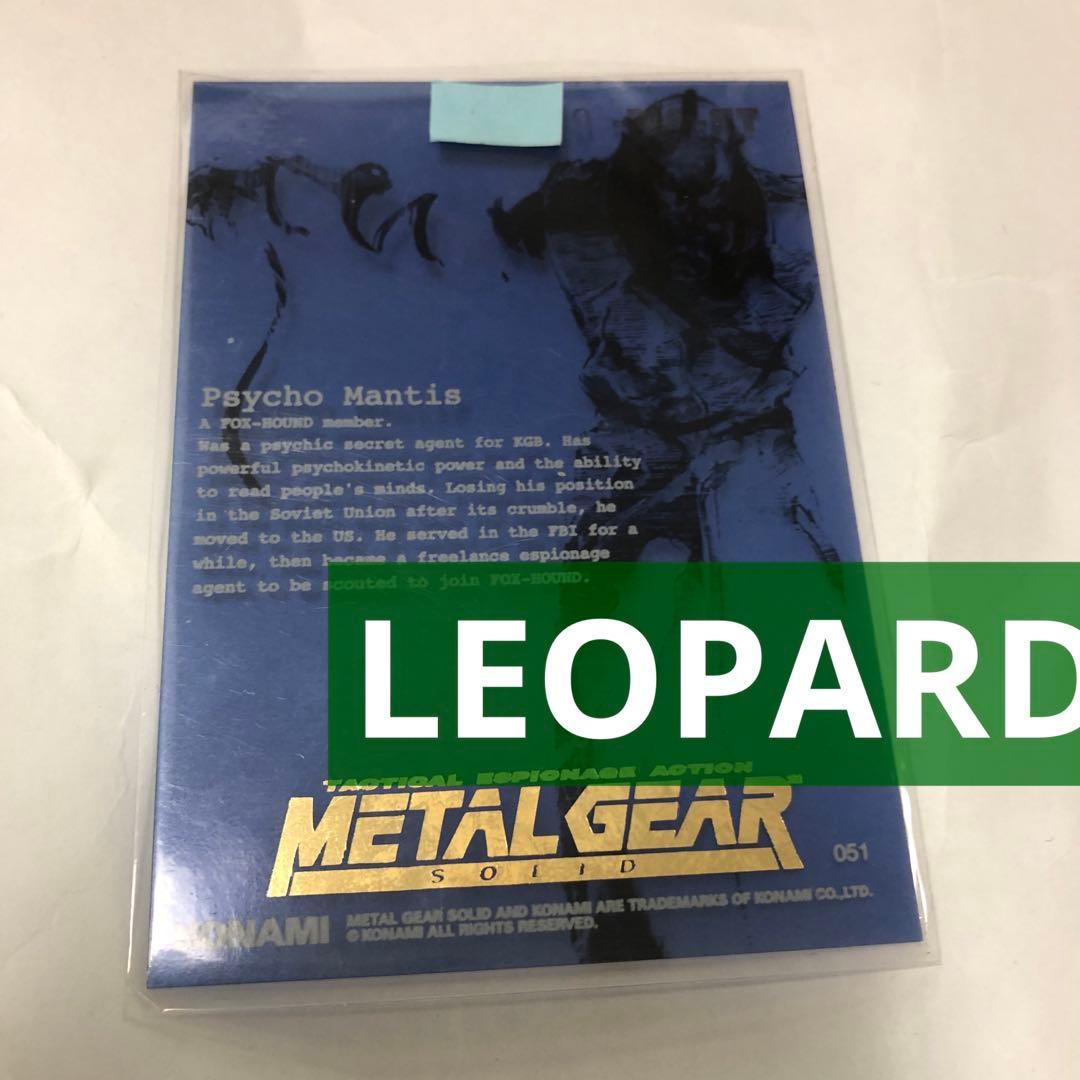 Psycho Mantis
A FOX-HOUND member.
Was a psychic secret agent for KGB. Has
powerful psychokinetic power and the ability
to read people's minds. Losing his position
in the Soviet Union after its crumble, he
moved to the US. He served in the FBI for a
while, then became a freelance espionage
agent to be scouted to join FOX-HOUND.
LEOPARD
TACTICAL ESPIONAGE ACTION
METAL GEAR
SOLID
051
KONAMI
METAL GEAR SOLID AND KONAMI ARE TRADEMARKS OF KONAMI CO.,LTD.
© KONAMI ALL RIGHTS RESERVED.